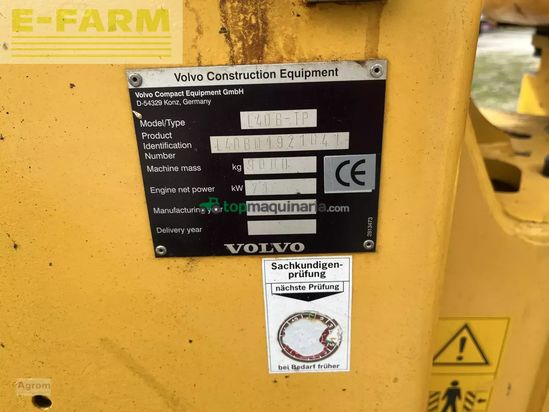 E-FARM
Volvo Construction Equipment
Volvo Compact Equipment GmbH
D-54329 Konz, Germany
Model/Type L40B-TP
Product
Identification L40B01921041
Number
Machine mass kg
Engine net power kW
Manufacturing year
topmaquinaria.com
Delivery year
VOLVO
CE
2813473
Sachkundigen-
prüfung
nächste Prüfung
bei Bedarf früher
Agrom